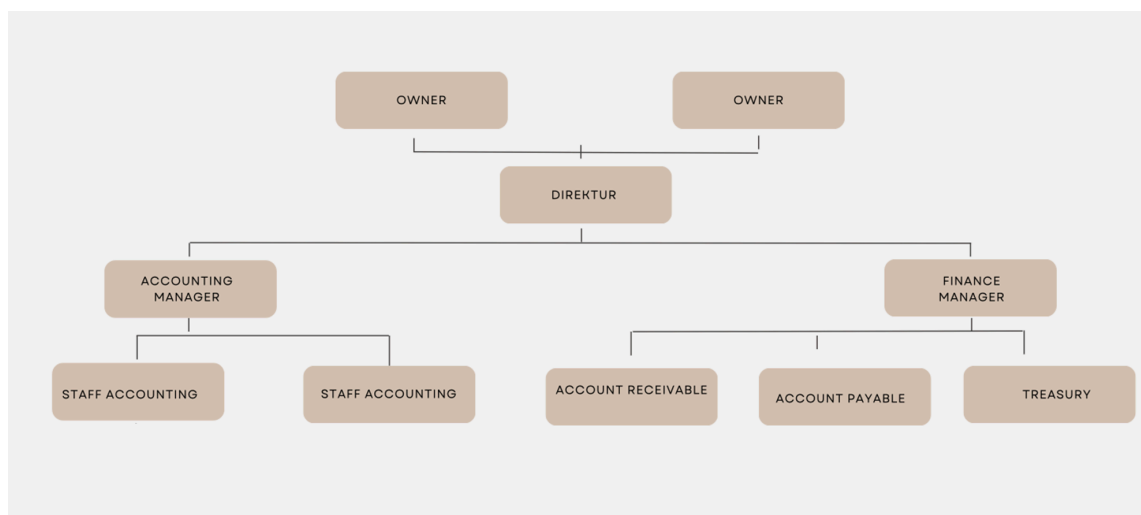 OWNER
OWNER
DIREKTUR
ACCOUNTING
MANAGER
FINANCE
MANAGER
STAFF ACCOUNTING
STAFF ACCOUNTING
ACCOUNT RECEIVABLE
ACCOUNT PAYABLE
TREASURY